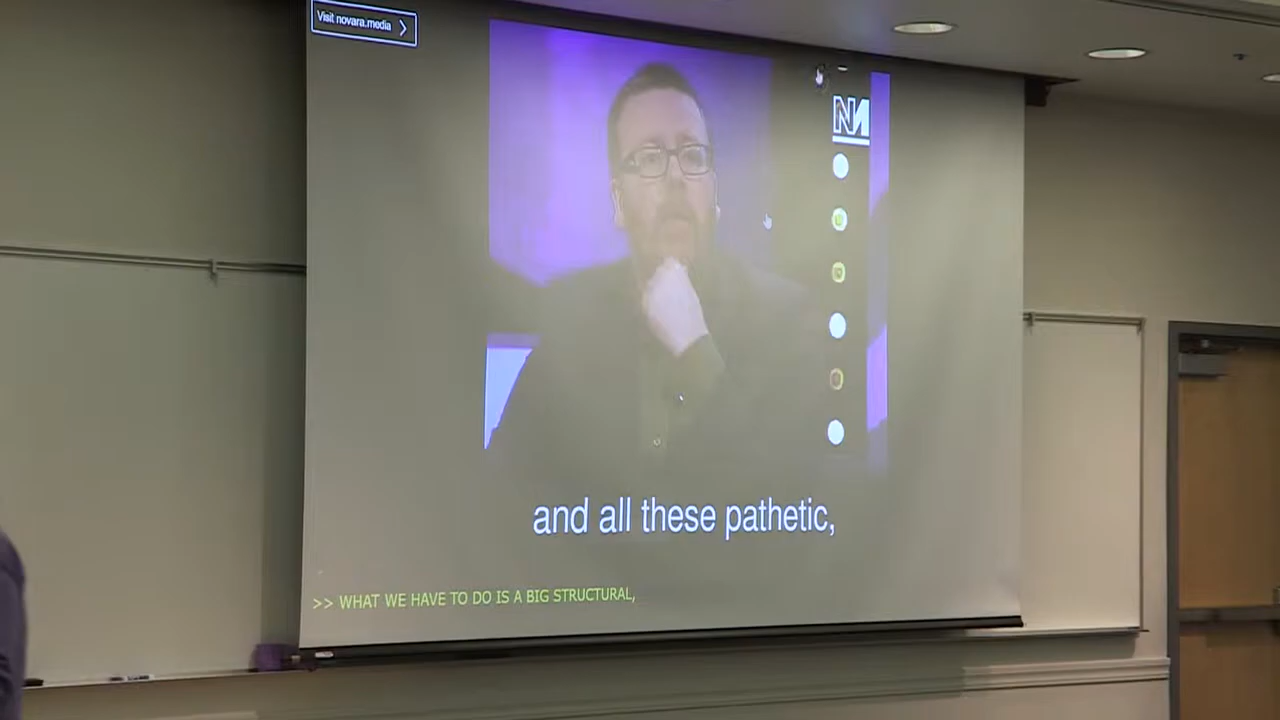 Visit novara.media
NM
and all these pathetic,
>> WHAT WE HAVE TO DO IS A BIG STRUCTURAL,